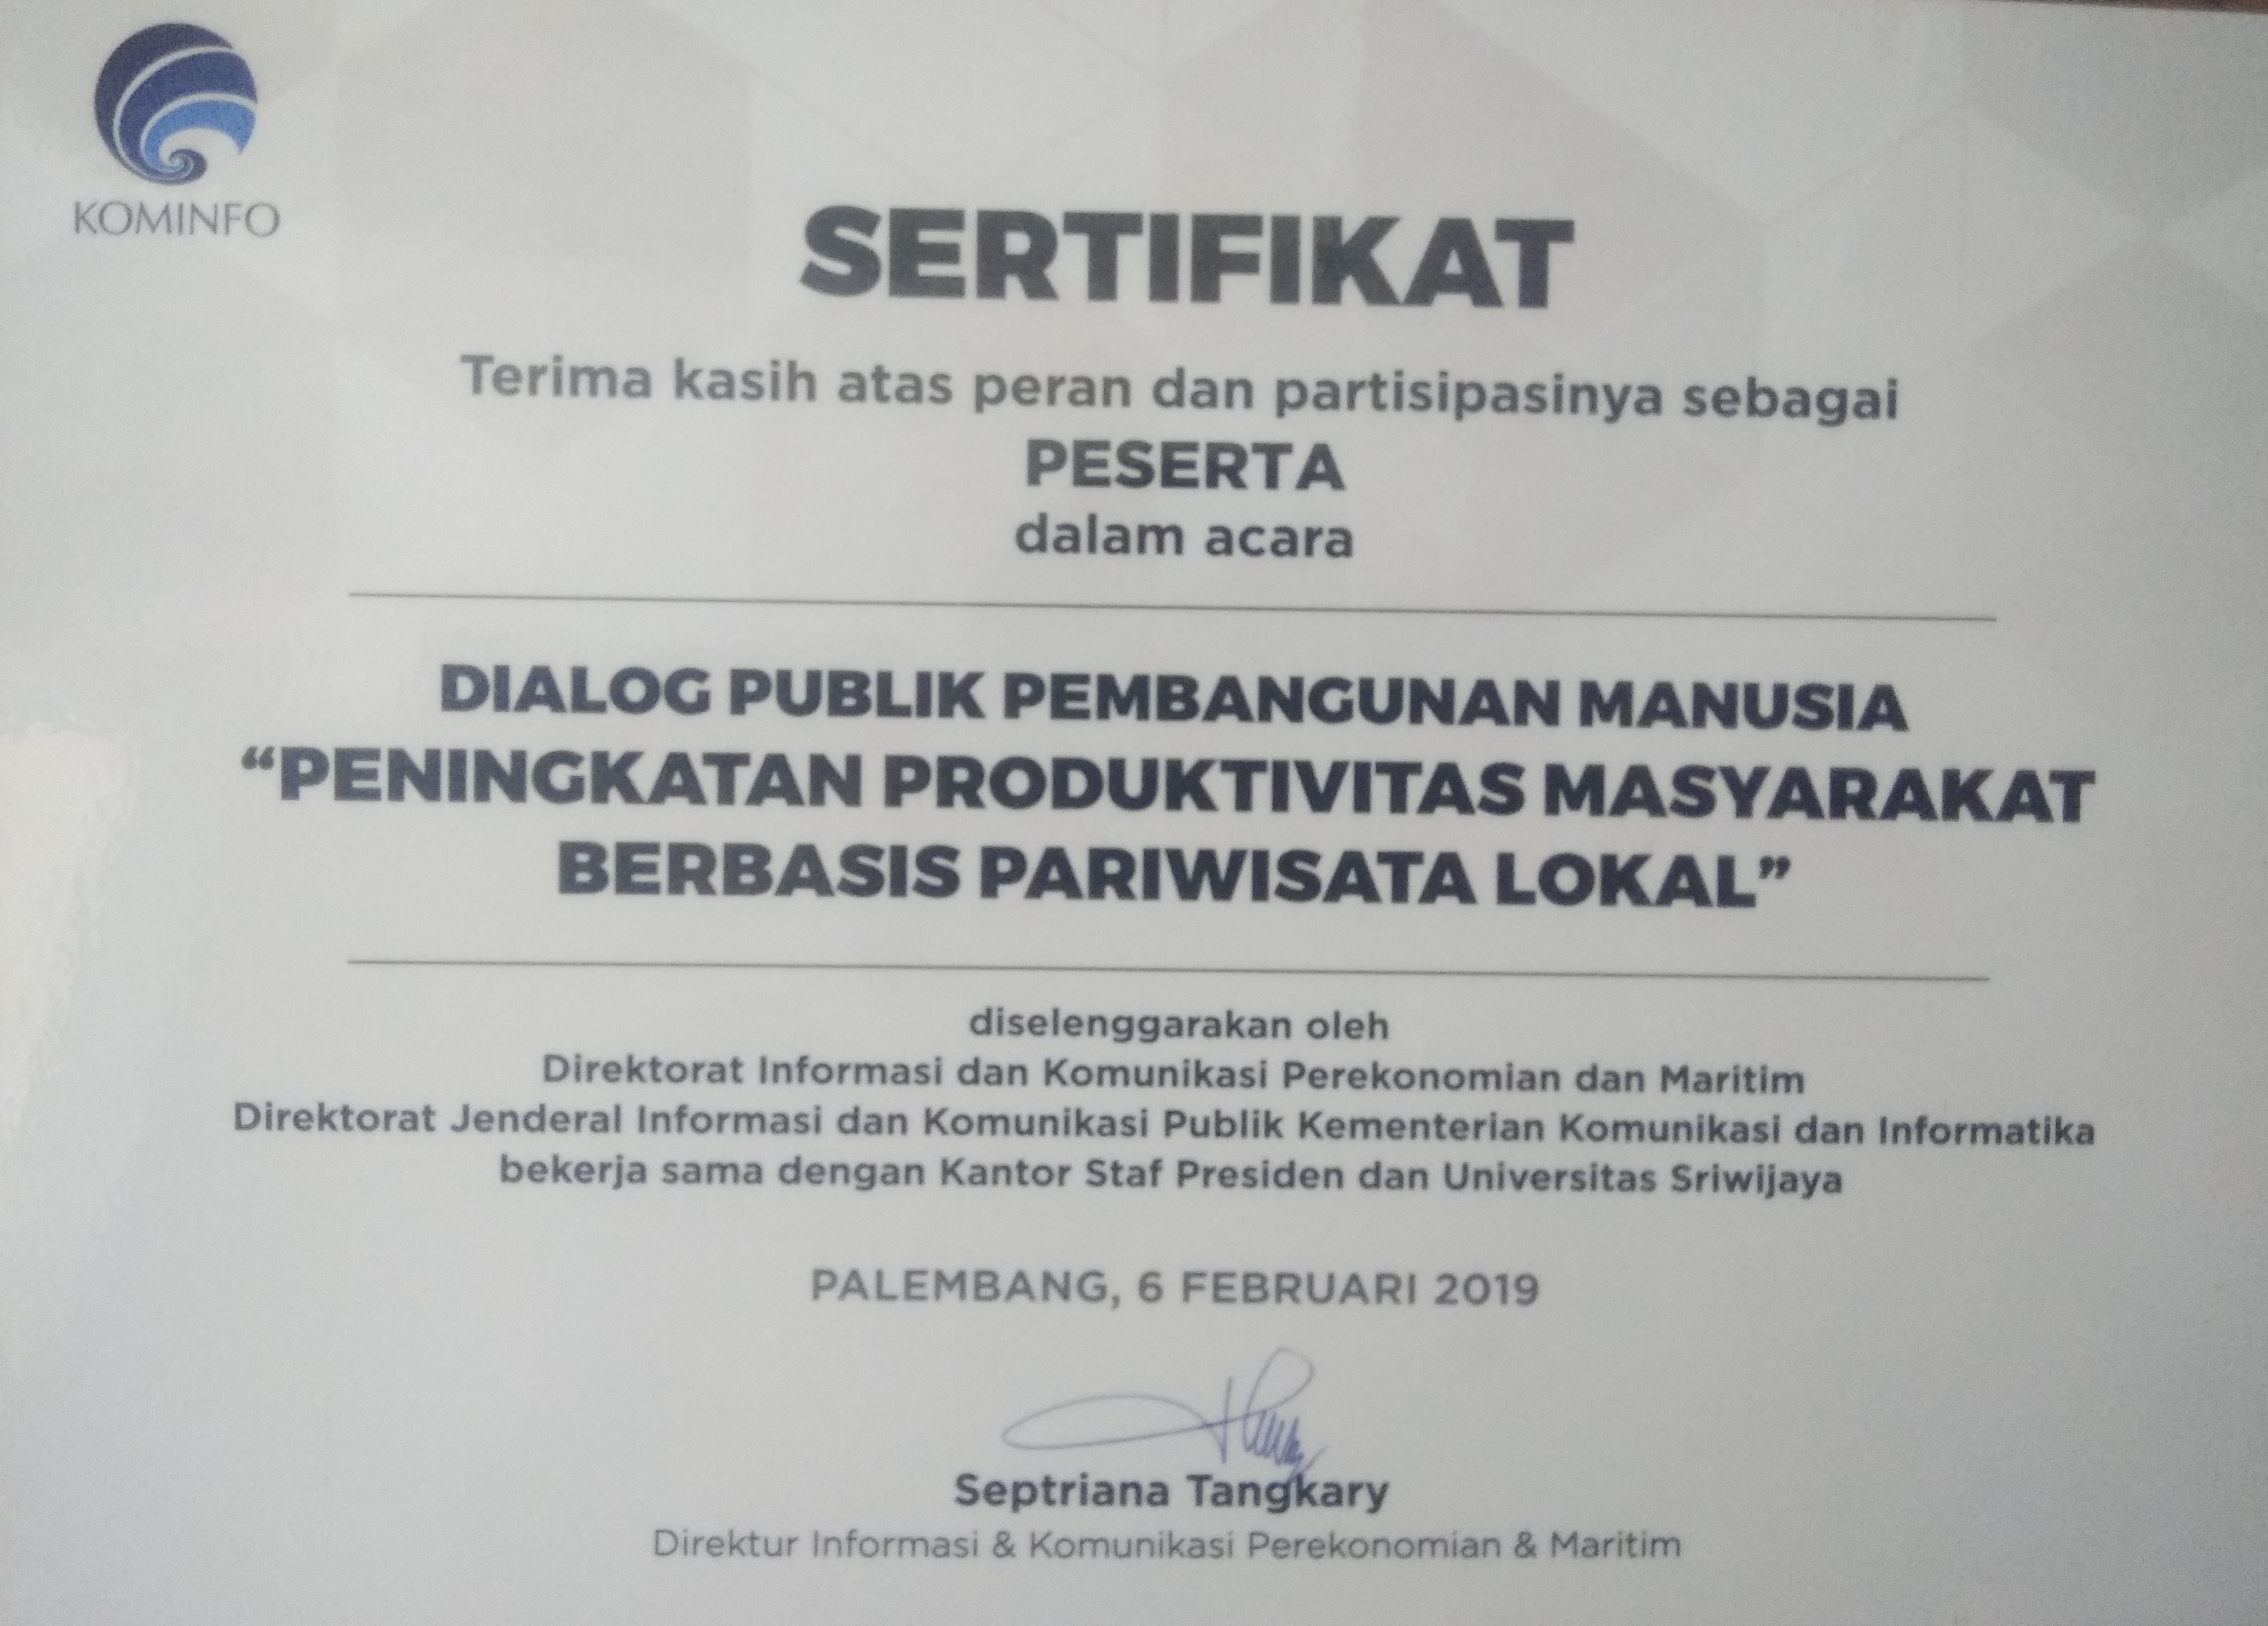 KOMINFO
SERTIFIKAT
Terima kasih atas peran dan partisipasinya sebagai
PESERTA
dalam acara
DIALOG PUBLIK PEMBANGUNAN MANUSIA
“PENINGKATAN PRODUKTIVITAS MASYARAKAT
BERBASIS PARIWISATA LOKAL”
diselenggarakan oleh
Direktorat Informasi dan Komunikasi Perekonomian dan Maritim
Direktorat Jenderal Informasi dan Komunikasi Publik Kementerian Komunikasi dan Informatika
bekerja sama dengan Kantor Staf Presiden dan Universitas Sriwijaya
PALEMBANG, 6 FEBRUARI 2019
Septriana Tangkary
Direktur Informasi & Komunikasi Perekonomian & Maritim